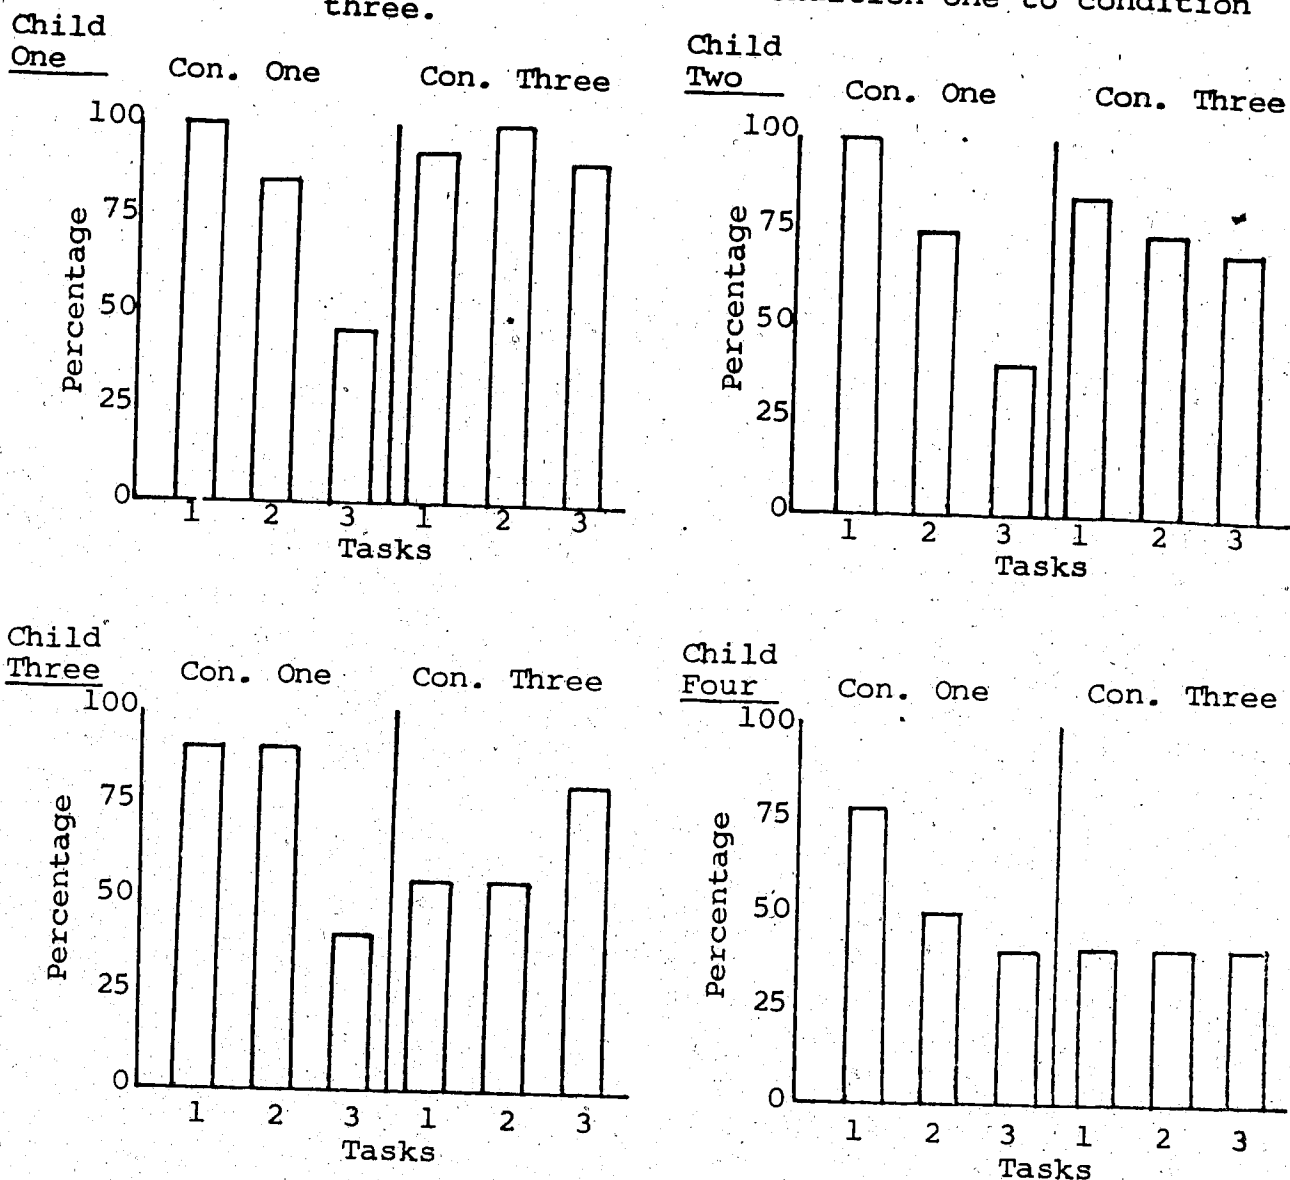 three.
condition one to condition
Child
One
Con. One
Con. Three
100
75
50
25
0
Percentage
1 2 3 1 2 3
Tasks
Child
Two
Con. One
Con. Three
100
75
50
25
0
Percentage
1 2 3 1 2 3
Tasks
Child
Three
Con. One
Con. Three
100
75
50
25
0
Percentage
1 2 3 1 2 3
Tasks
Child
Four
Con. One
Con. Three
100
75
50
25
0
Percentage
1 2 3 1 2 3
Tasks